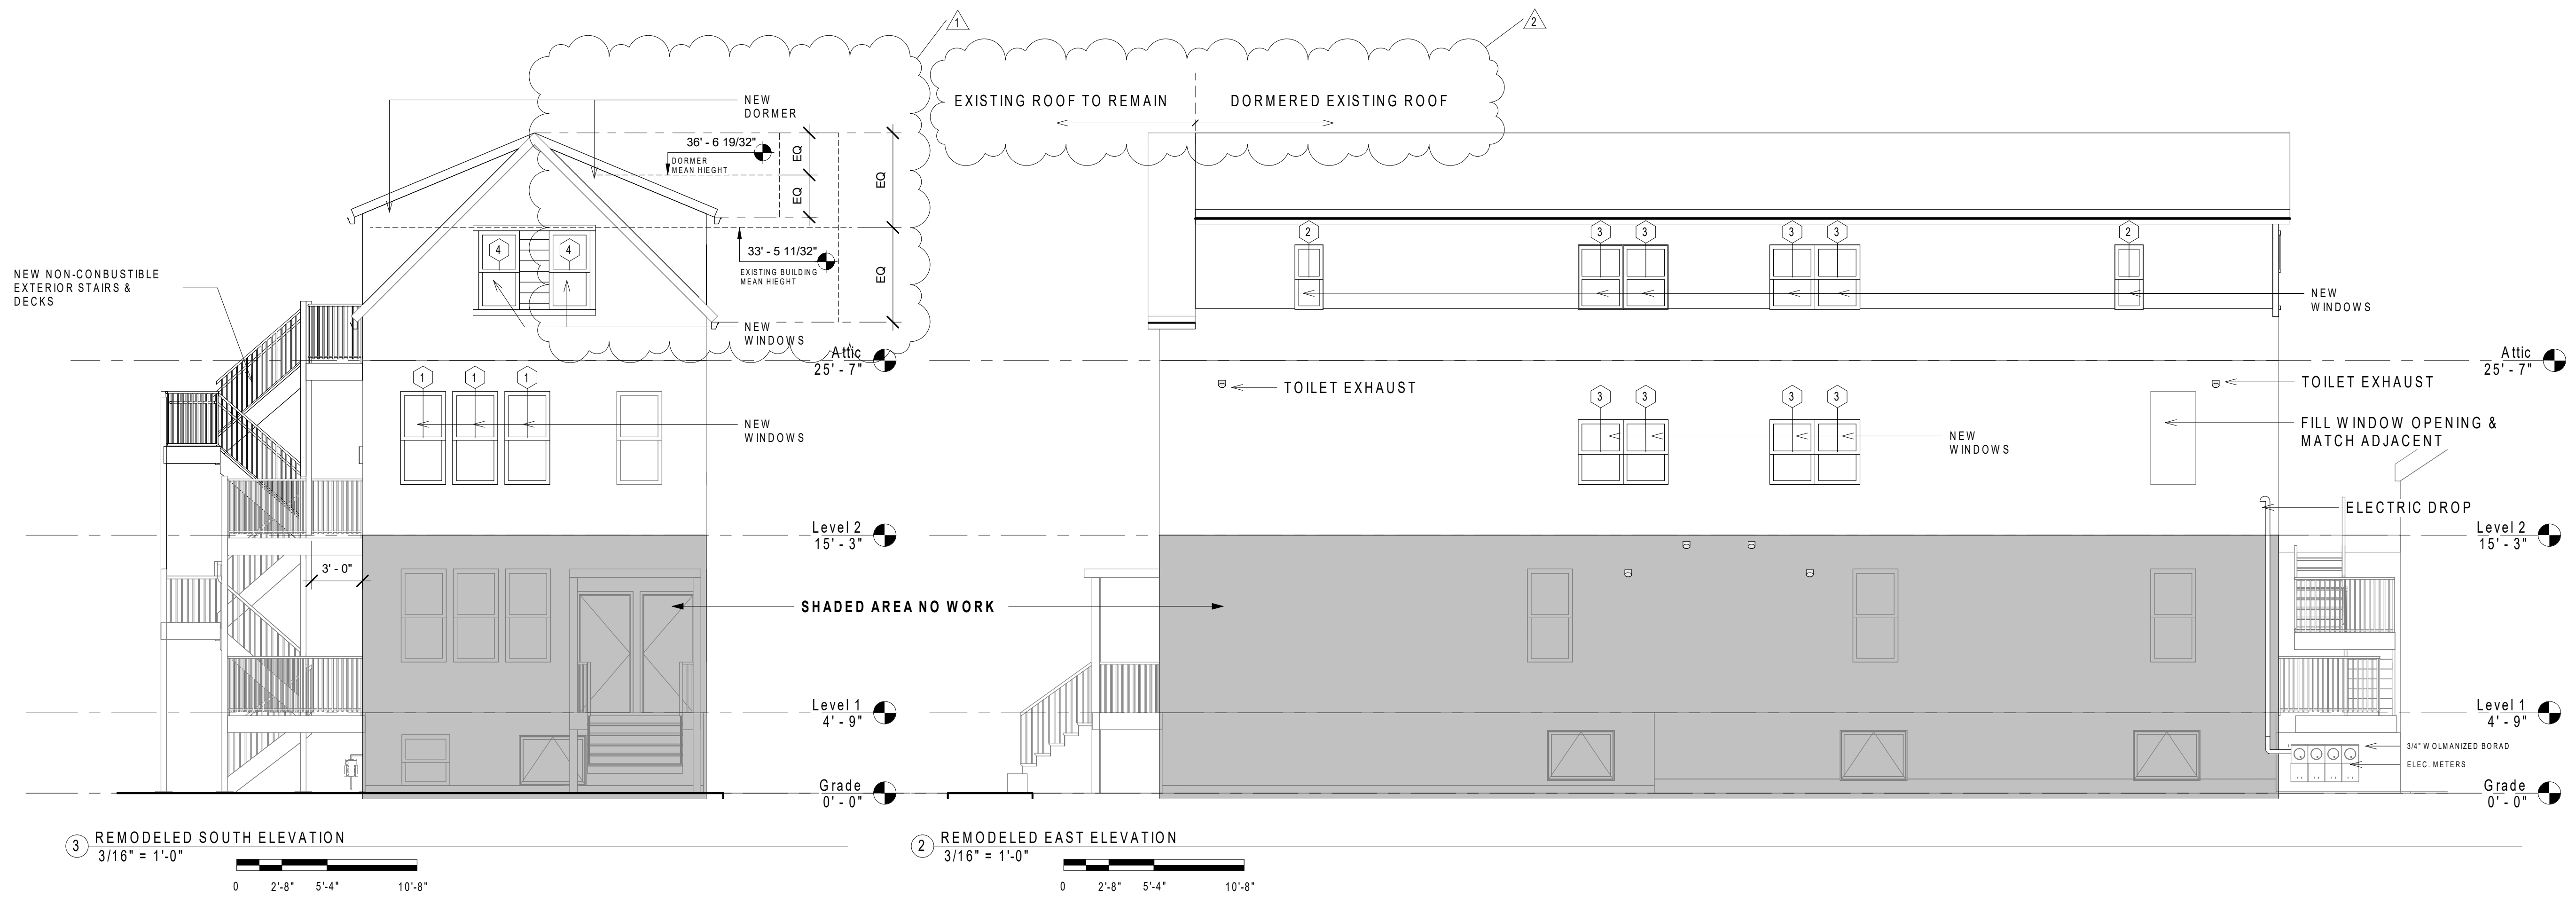 1
2
NEW
DORMER
EXISTING ROOF TO REMAIN
DORMERED EXISTING ROOF
36' - 6 19/32"
DORMER
MEAN HIEGHT
EQ
EQ
EQ
EQ
33' - 5 11/32"
EXISTING BUILDING
MEAN HIEGHT
4
4
NEW
WINDOWS
NEW NON-CONBUSTIBLE
EXTERIOR STAIRS &
DECKS
2
3
3
3
3
2
NEW
WINDOWS
Attic
25' - 7"
Attic
25' - 7"
1
1
1
NEW
WINDOWS
TOILET EXHAUST
3
3
3
3
NEW
WINDOWS
TOILET EXHAUST
FILL WINDOW OPENING &
MATCH ADJACENT
ELECTRIC DROP
Level 2
15' - 3"
Level 2
15' - 3"
3' - 0"
SHADED AREA NO WORK
Level 1
4' - 9"
Level 1
4' - 9"
3/4" WOLMANIZED BORAD
ELEC. METERS
Grade
0' - 0"
Grade
0' - 0"
3
REMODELED SOUTH ELEVATION
3/16" = 1'-0"
0 2'-8" 5'-4" 10'-8"
2
REMODELED EAST ELEVATION
3/16" = 1'-0"
0 2'-8" 5'-4" 10'-8"